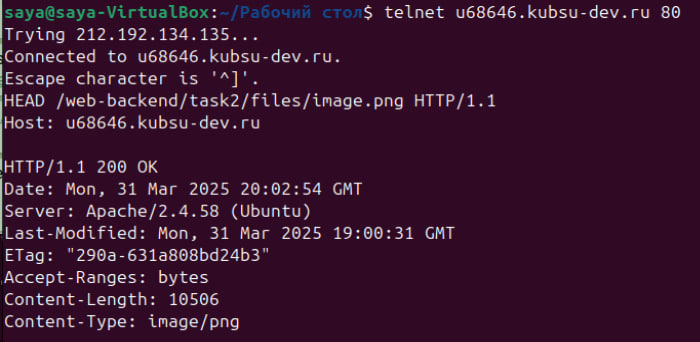 saya@saya-VirtualBox:~/Рабочий стол$ telnet u68646.kubsu-dev.ru 80
Trying 212.192.134.135...
Connected to u68646.kubsu-dev.ru.
Escape character is '^]'.
HEAD /web-backend/task2/files/image.png HTTP/1.1
Host: u68646.kubsu-dev.ru

HTTP/1.1 200 OK
Date: Mon, 31 Mar 2025 20:02:54 GMT
Server: Apache/2.4.58 (Ubuntu)
Last-Modified: Mon, 31 Mar 2025 19:00:31 GMT
ETag: "290a-631a808bd24b3"
Accept-Ranges: bytes
Content-Length: 10506
Content-Type: image/png